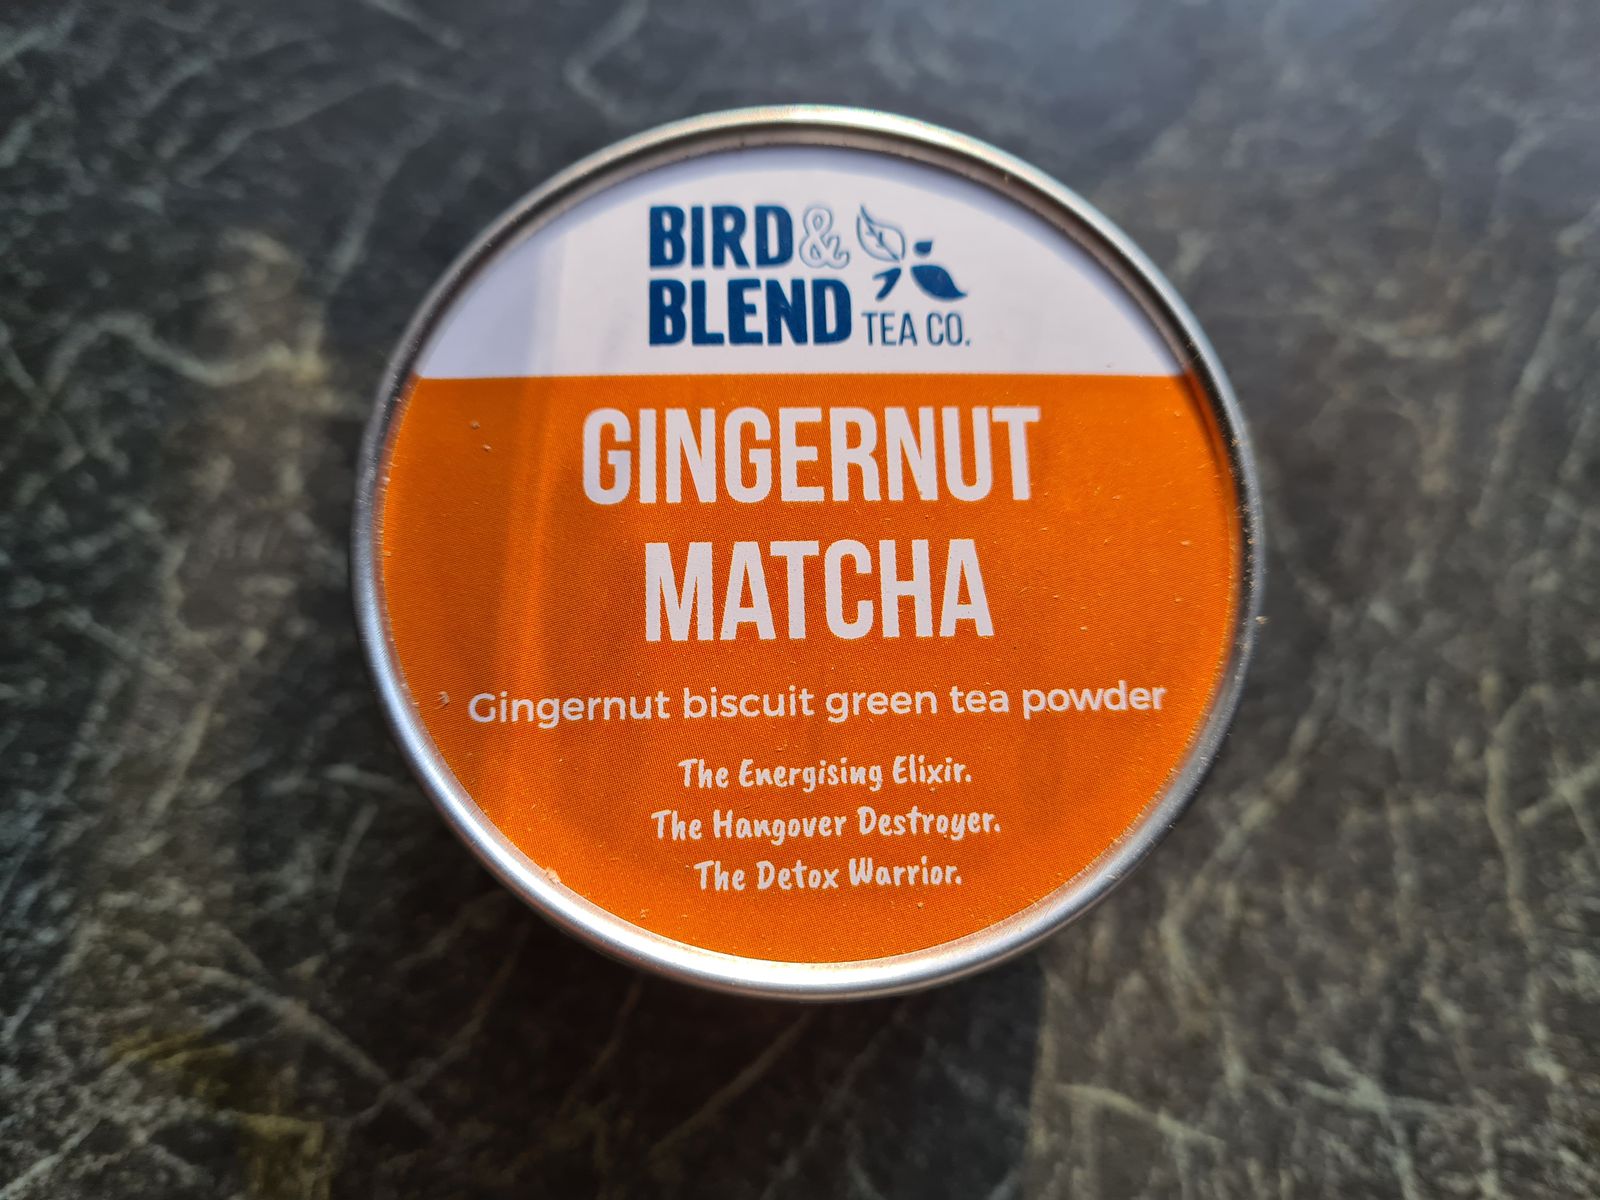 BIRD &
BLEND TEA CO.
GINGERNUT
MATCHA
Gingernut biscuit green tea powder
The Energising Elixir.
The Hangover Destroyer.
The Detox Warrior.